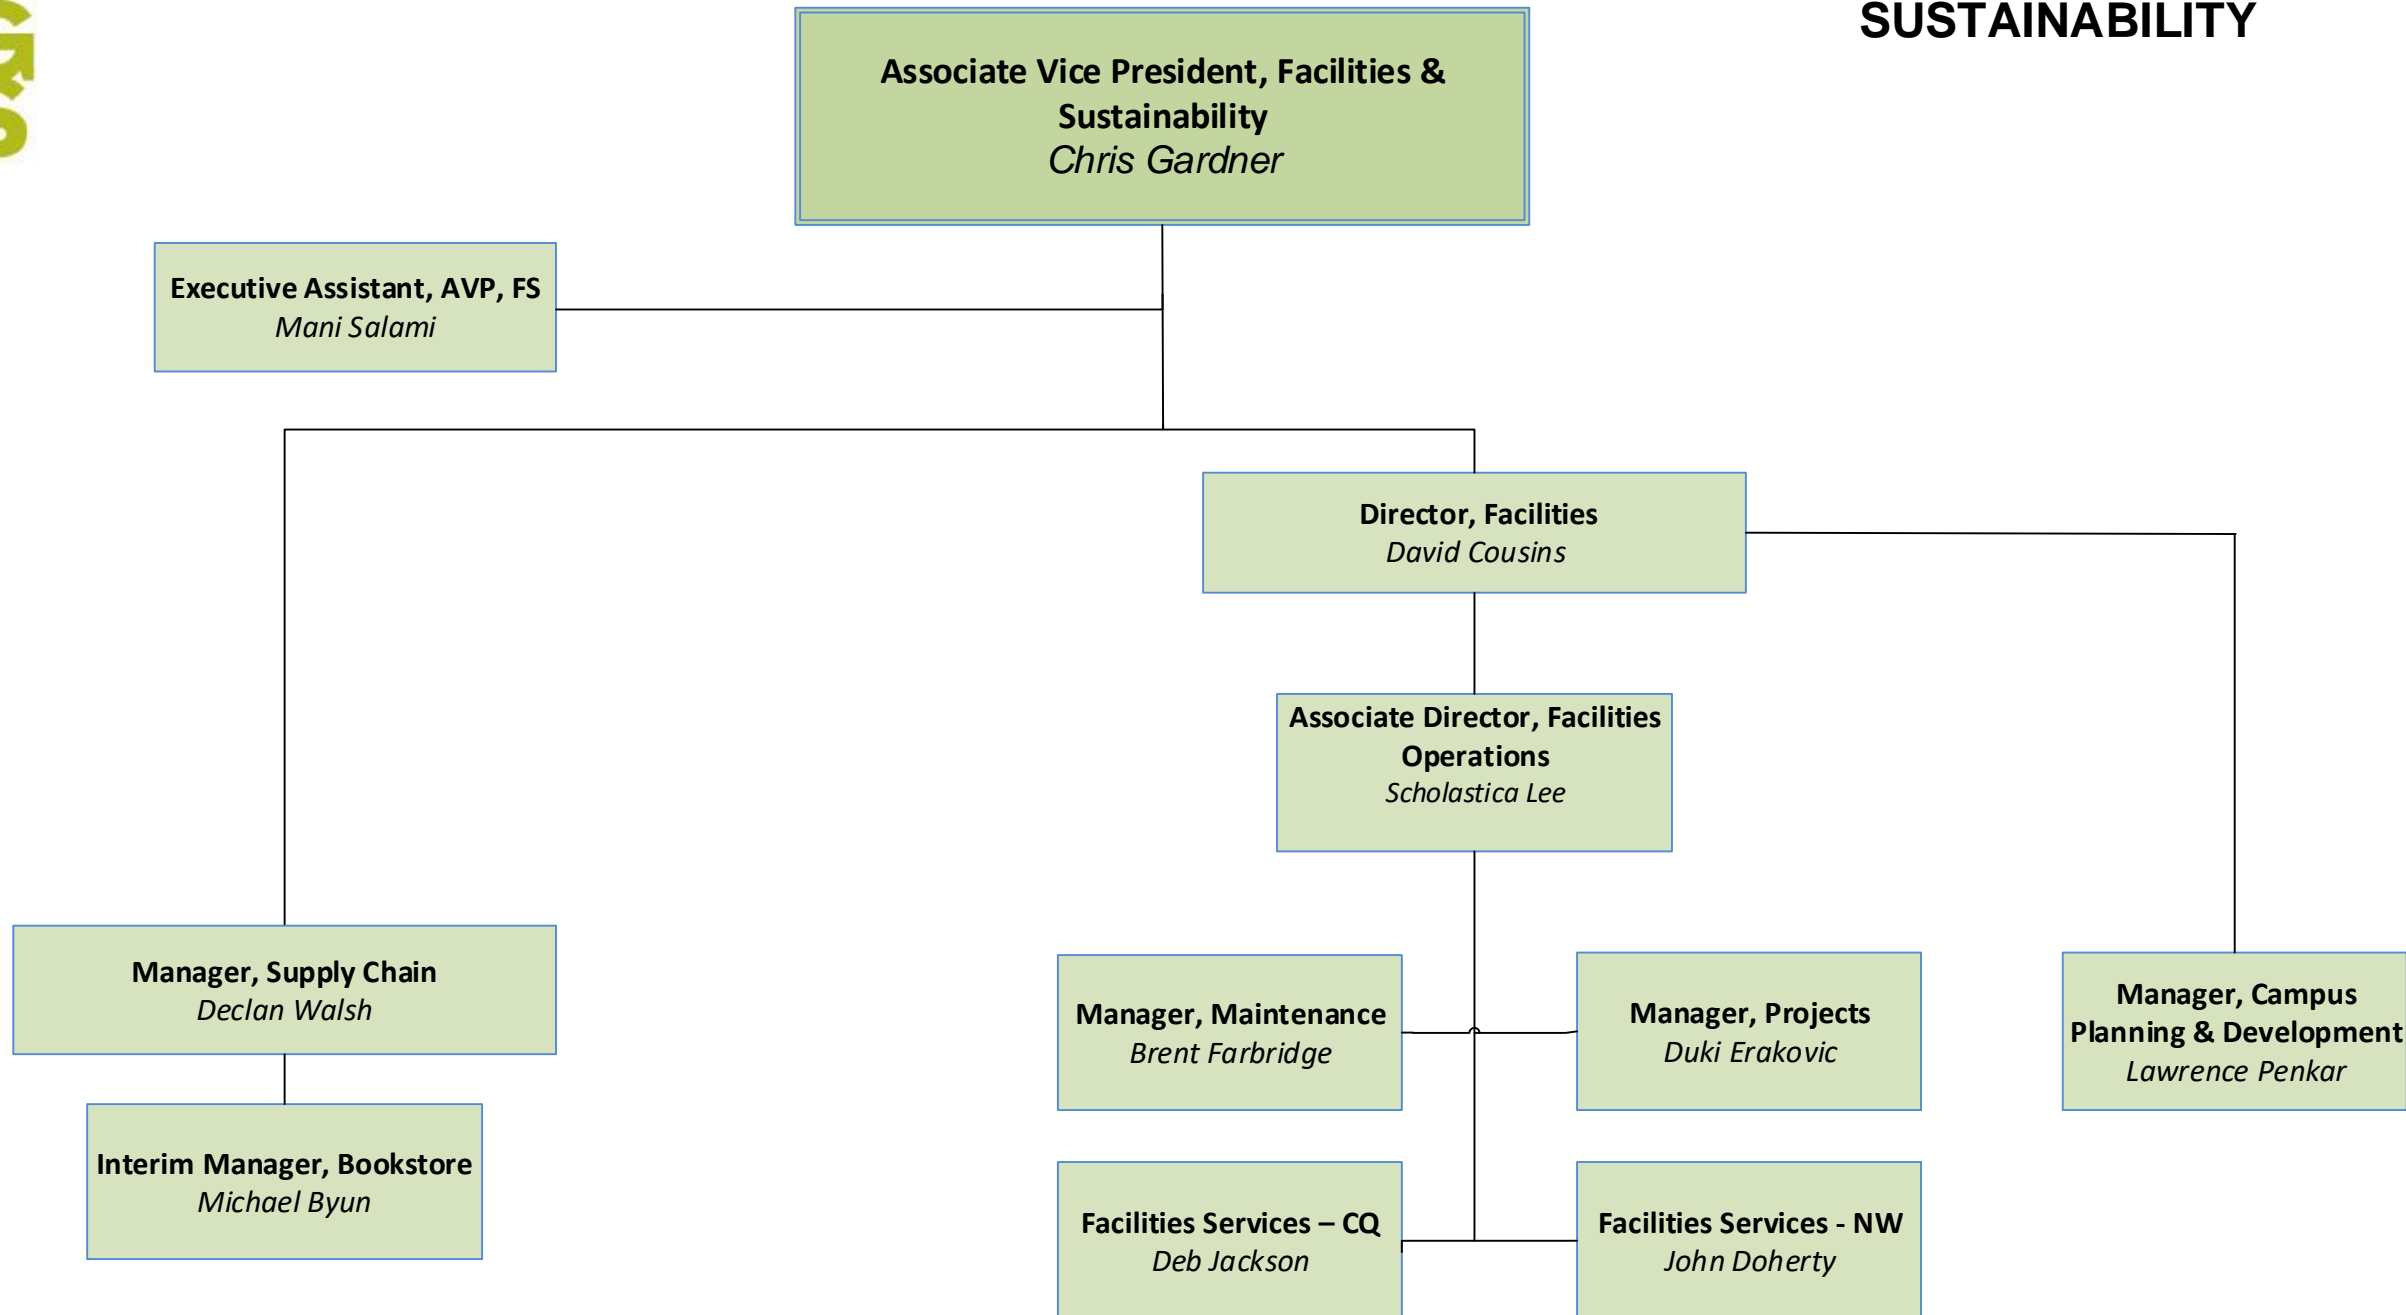 G
S
SUSTAINABILITY
Associate Vice President, Facilities &
Sustainability
Chris Gardner
Executive Assistant, AVP, FS
Mani Salami
Director, Facilities
David Cousins
Associate Director, Facilities
Operations
Scholastica Lee
Manager, Supply Chain
Declan Walsh
Manager, Maintenance
Brent Farbridge
Manager, Projects
Duki Erakovic
Manager, Campus
Planning & Development
Lawrence Penkar
Interim Manager, Bookstore
Michael Byun
Facilities Services – CQ
Deb Jackson
Facilities Services - NW
John Doherty